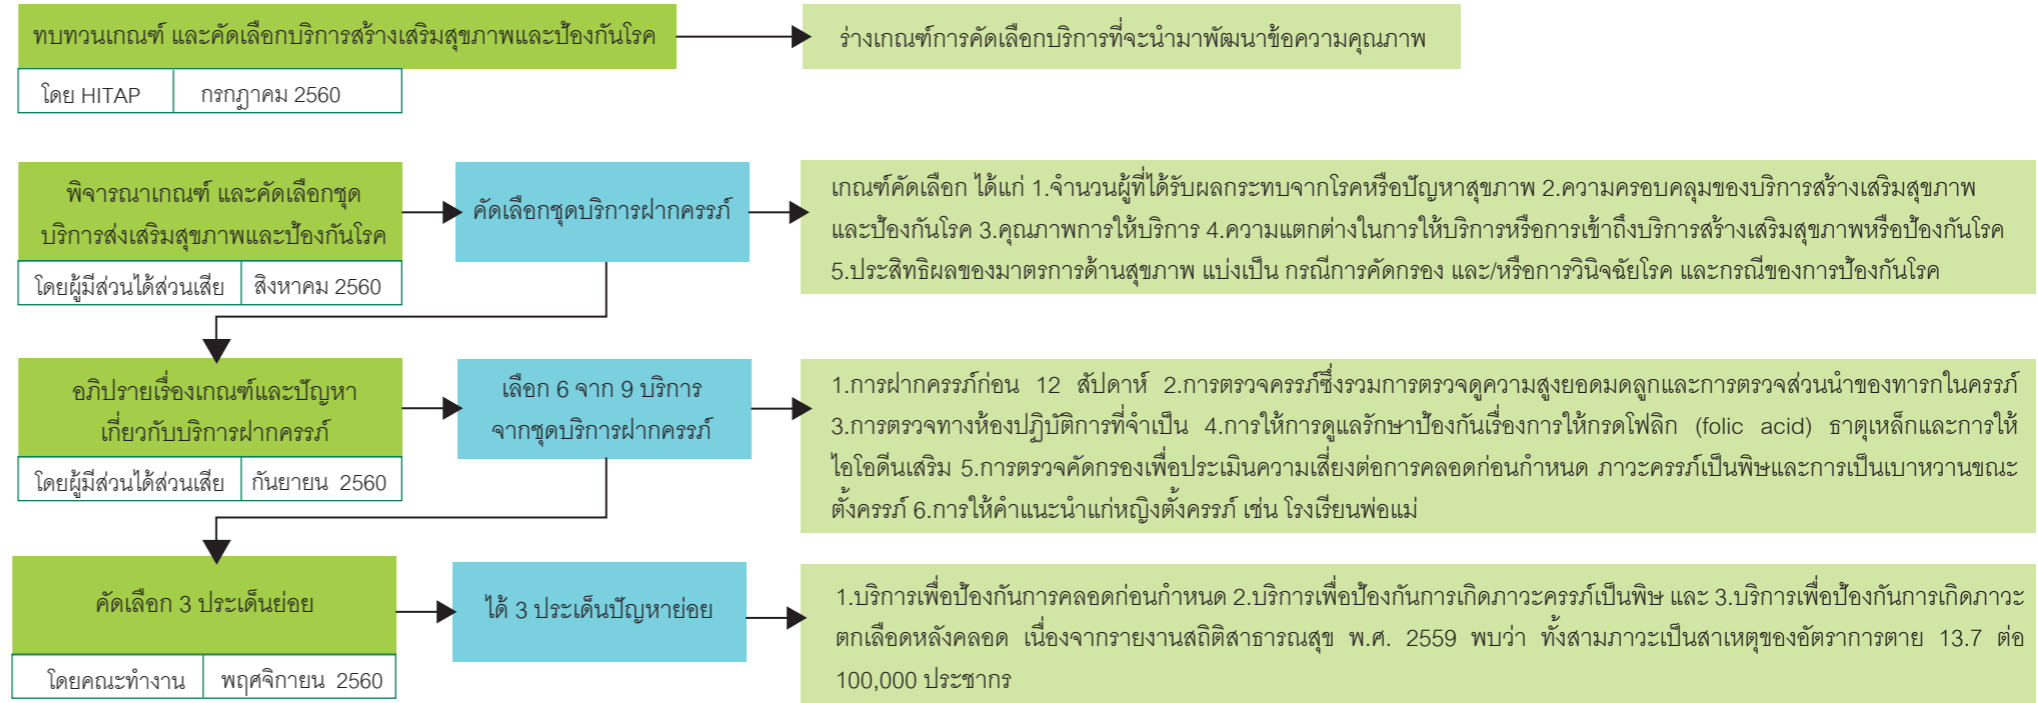 ทบทวนเกณฑ์ และคัดเลือกบริการสร้างเสริมสุขภาพและป้องกันโรค
ร่างเกณฑ์การคัดเลือกบริการที่จะนำมาพัฒนาข้อความคุณภาพ
โดย HITAP
กรกฎาคม 2560
พิจารณาเกณฑ์ และคัดเลือกชุด
บริการส่งเสริมสุขภาพและป้องกันโรค
โดยผู้มีส่วนได้ส่วนเสีย
สิงหาคม 2560
คัดเลือกชุดบริการฝากครรภ์
เกณฑ์คัดเลือก ได้แก่ 1.จำนวนผู้ที่ได้รับผลกระทบจากโรคหรือปัญหาสุขภาพ 2.ความครอบคลุมของบริการสร้างเสริมสุขภาพ
และป้องกันโรค 3.คุณภาพการให้บริการ 4.ความแตกต่างในการให้บริการหรือการเข้าถึงบริการสร้างเสริมสุขภาพหรือป้องกันโรค
5.ประสิทธิผลของมาตรการด้านสุขภาพ แบ่งเป็น กรณีการคัดกรอง และ/หรือการวินิจฉัยโรค และกรณีของการป้องกันโรค
อภิปรายเรื่องเกณฑ์และปัญหา
เกี่ยวกับบริการฝากครรภ์
โดยผู้มีส่วนได้ส่วนเสีย
กันยายน 2560
เลือก 6 จาก 9 บริการ
จากชุดบริการฝากครรภ์
1.การฝากครรภ์ก่อน 12 สัปดาห์ 2.การตรวจครรภ์ซึ่งรวมการตรวจดูความสูงยอดมดลูกและการตรวจส่วนนำของทารกในครรภ์
3.การตรวจทางห้องปฏิบัติการที่จำเป็น 4.การให้การดูแลรักษาป้องกันเรื่องการให้กรดโฟลิก (folic acid) ธาตุเหล็กและการให้
ไอโอดีนเสริม 5.การตรวจคัดกรองเพื่อประเมินความเสี่ยงต่อการคลอดก่อนกำหนด ภาวะครรภ์เป็นพิษและการเป็นเบาหวานขณะ
ตั้งครรภ์ 6.การให้คำแนะนำแก่หญิงตั้งครรภ์ เช่น โรงเรียนพ่อแม่
คัดเลือก 3 ประเด็นย่อย
โดยคณะทำงาน
พฤศจิกายน 2560
ได้ 3 ประเด็นปัญหาย่อย
1.บริการเพื่อป้องกันการคลอดก่อนกำหนด 2.บริการเพื่อป้องกันการเกิดภาวะครรภ์เป็นพิษ และ 3.บริการเพื่อป้องกันการเกิดภาวะ
ตกเลือดหลังคลอด เนื่องจากรายงานสถิติสาธารณสุข พ.ศ. 2559 พบว่า ทั้งสามภาวะเป็นสาเหตุของอัตราการตาย 13.7 ต่อ
100,000 ประชากร